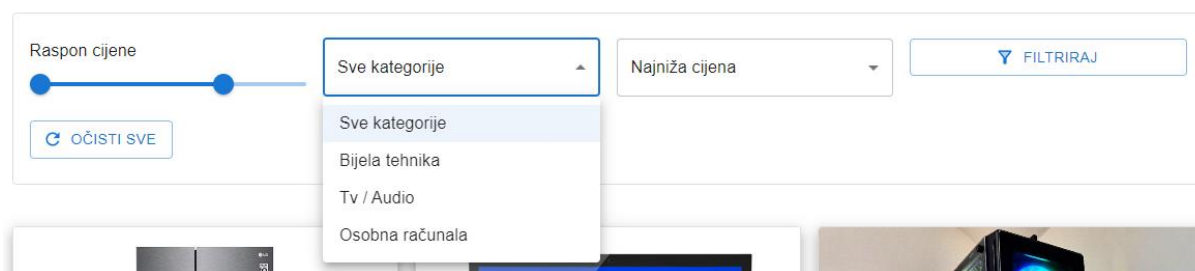 Raspon cijene
Sve kategorije
Najniža cijena
FILTRIRAJ
OČISTI SVE
Sve kategorije
Bijela tehnika
Tv / Audio
Osobna računala